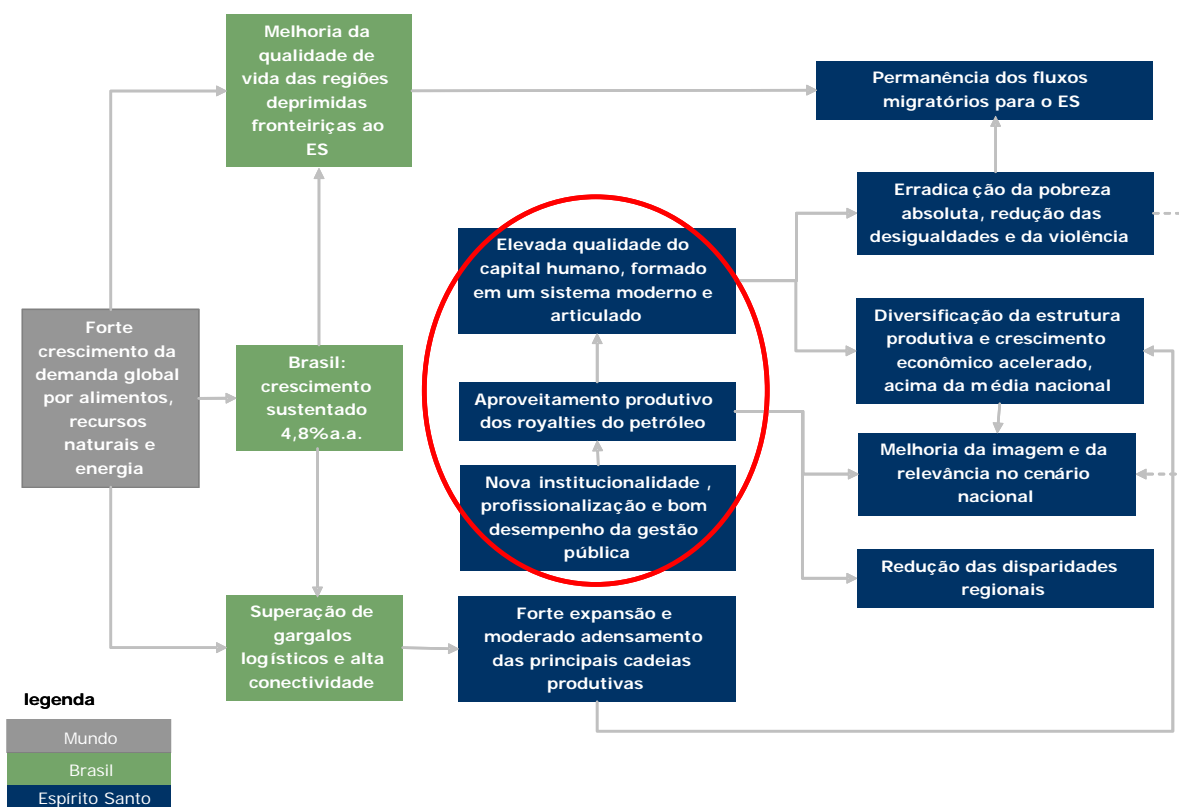 Melhoria da
qualidade de
vida das regiões
deprimidas
fronteiriças ao
ES
Permanência dos fluxos
migratórios para o ES
Erradicação da pobreza
absoluta, redução das
desigualdades e da violência
Elevada qualidade do
capital humano, formado
em um sistema moderno e
articulado
Forte
crescimento da
demanda global
por alimentos,
recursos
naturais e
energia
Brasil:
crescimento
sustentado
4,8%a.a.
Diversificação da estrutura
produtiva e crescimento
econômico acelerado,
acima da média nacional
Aproveitamento produtivo
dos royalties do petróleo
Melhoria da imagem e da
relevância no cenário
nacional
Nova institucionalidade ,
profissionalização e bom
desempenho da gestão
pública
Redução das disparidades
regionais
Superação de
gargalos
logísticos e alta
conectividade
Forte expansão e
moderado adensamento
das principais cadeias
produtivas
legenda
Mundo
Brasil
Espírito Santo